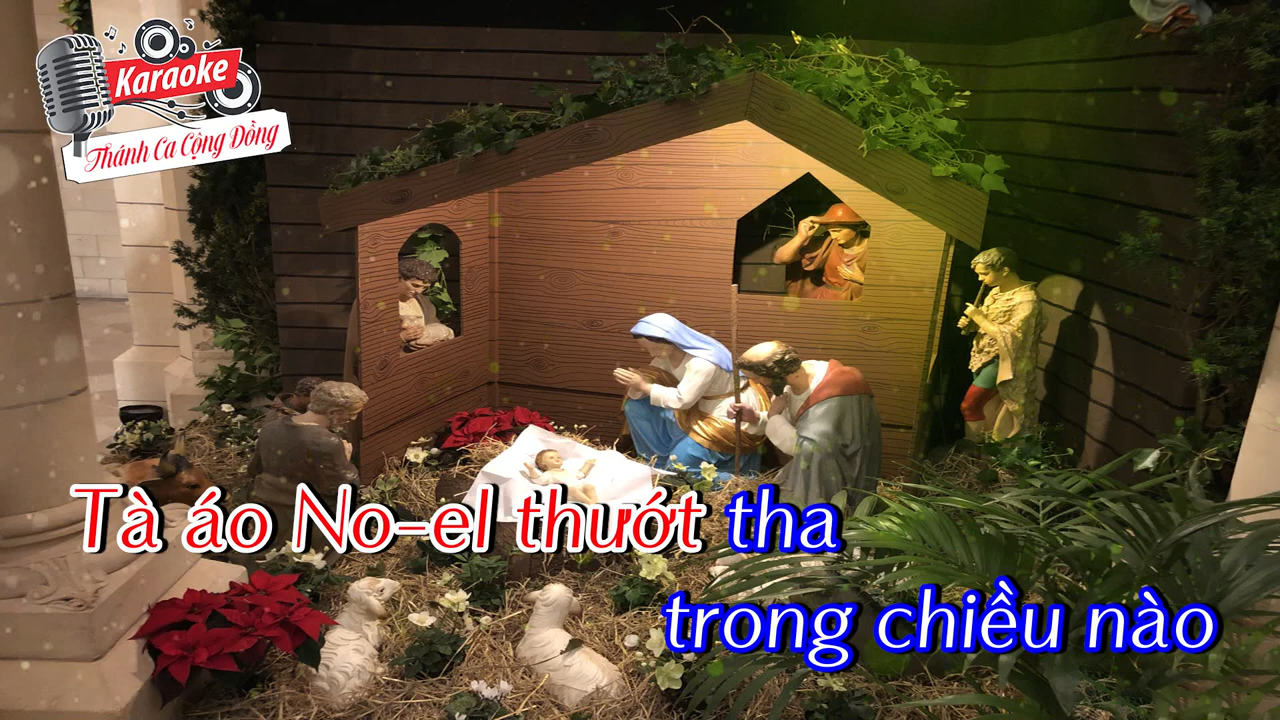 Karaoke
Thánh Ca Cộng Đồng
Tà áo No-el thướt tha
trong chiều nào